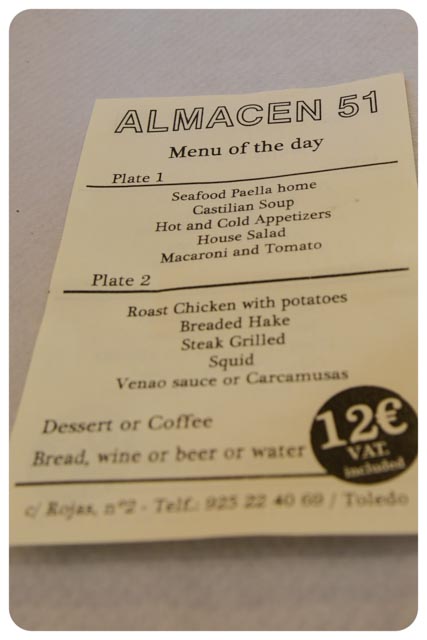 ALMACEN 51
Menu of the day
Plate 1
Seafood Paella home
Castilian Soup
Hot and Cold Appetizers
House Salad
Macaroni and Tomato
Plate 2
Roast Chicken with potatoes
Breaded Hake
Steak Grilled
Squid
Venao sauce or Carcamusas
Dessert or Coffee
Bread, wine or beer or water
12€
VAT.
included
c/ Rojas, nº2 - Telf.: 925 22 40 69 / Toledo